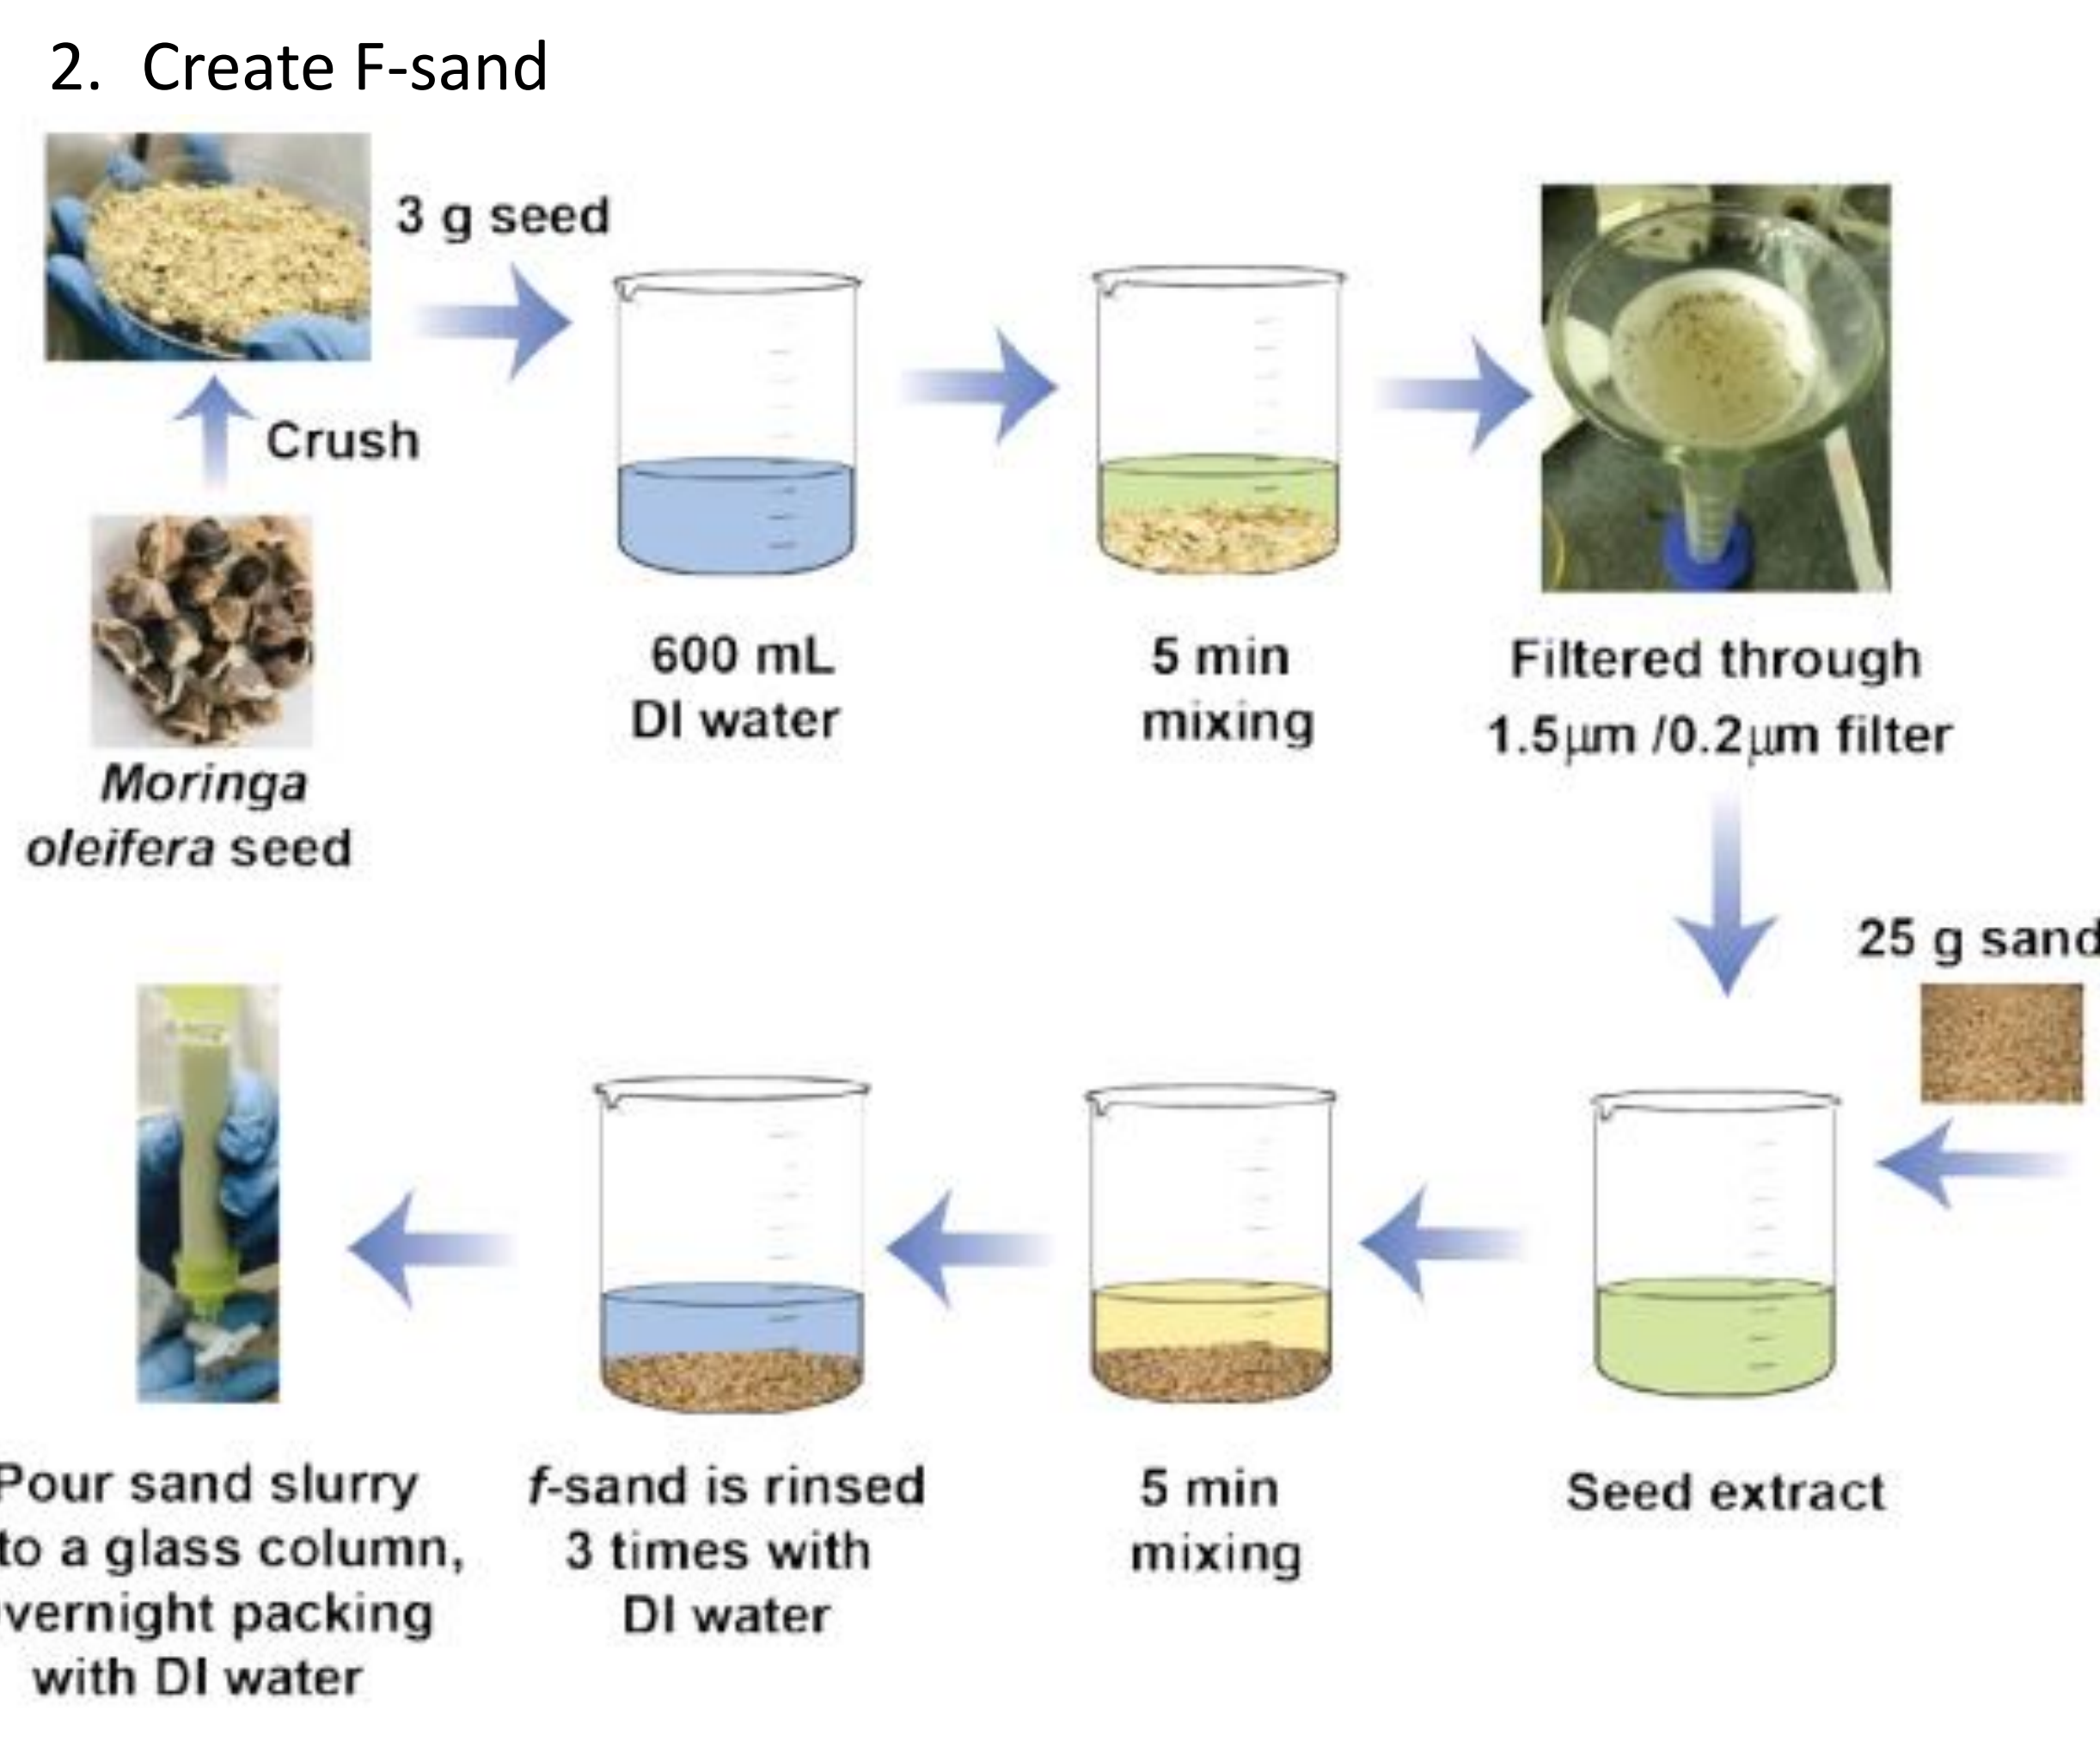 2. Create F-sand
3 g seed
Crush
Moringa
oleifera seed
600 mL
DI water
5 min
mixing
Filtered through
1.5μm /0.2μm filter
25 g sand
Seed extract
5 min
mixing
f-sand is rinsed
3 times with
DI water
Pour sand slurry
to a glass column,
vernight packing
with DI water